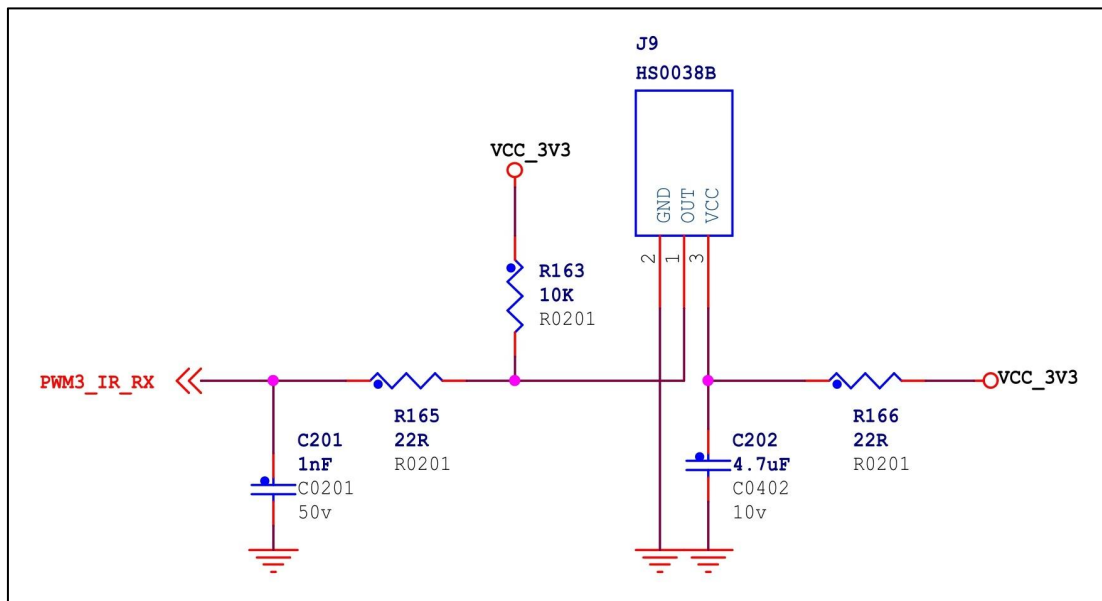 J9
HS0038B
VCC_3V3
GND
OUT
VCC
2
1
3
R163
10K
R0201
PWM3_IR_RX
VCC_3V3
R165
22R
R0201
R166
22R
R0201
C201
1nF
C0201
50v
C202
4.7uF
C0402
10v